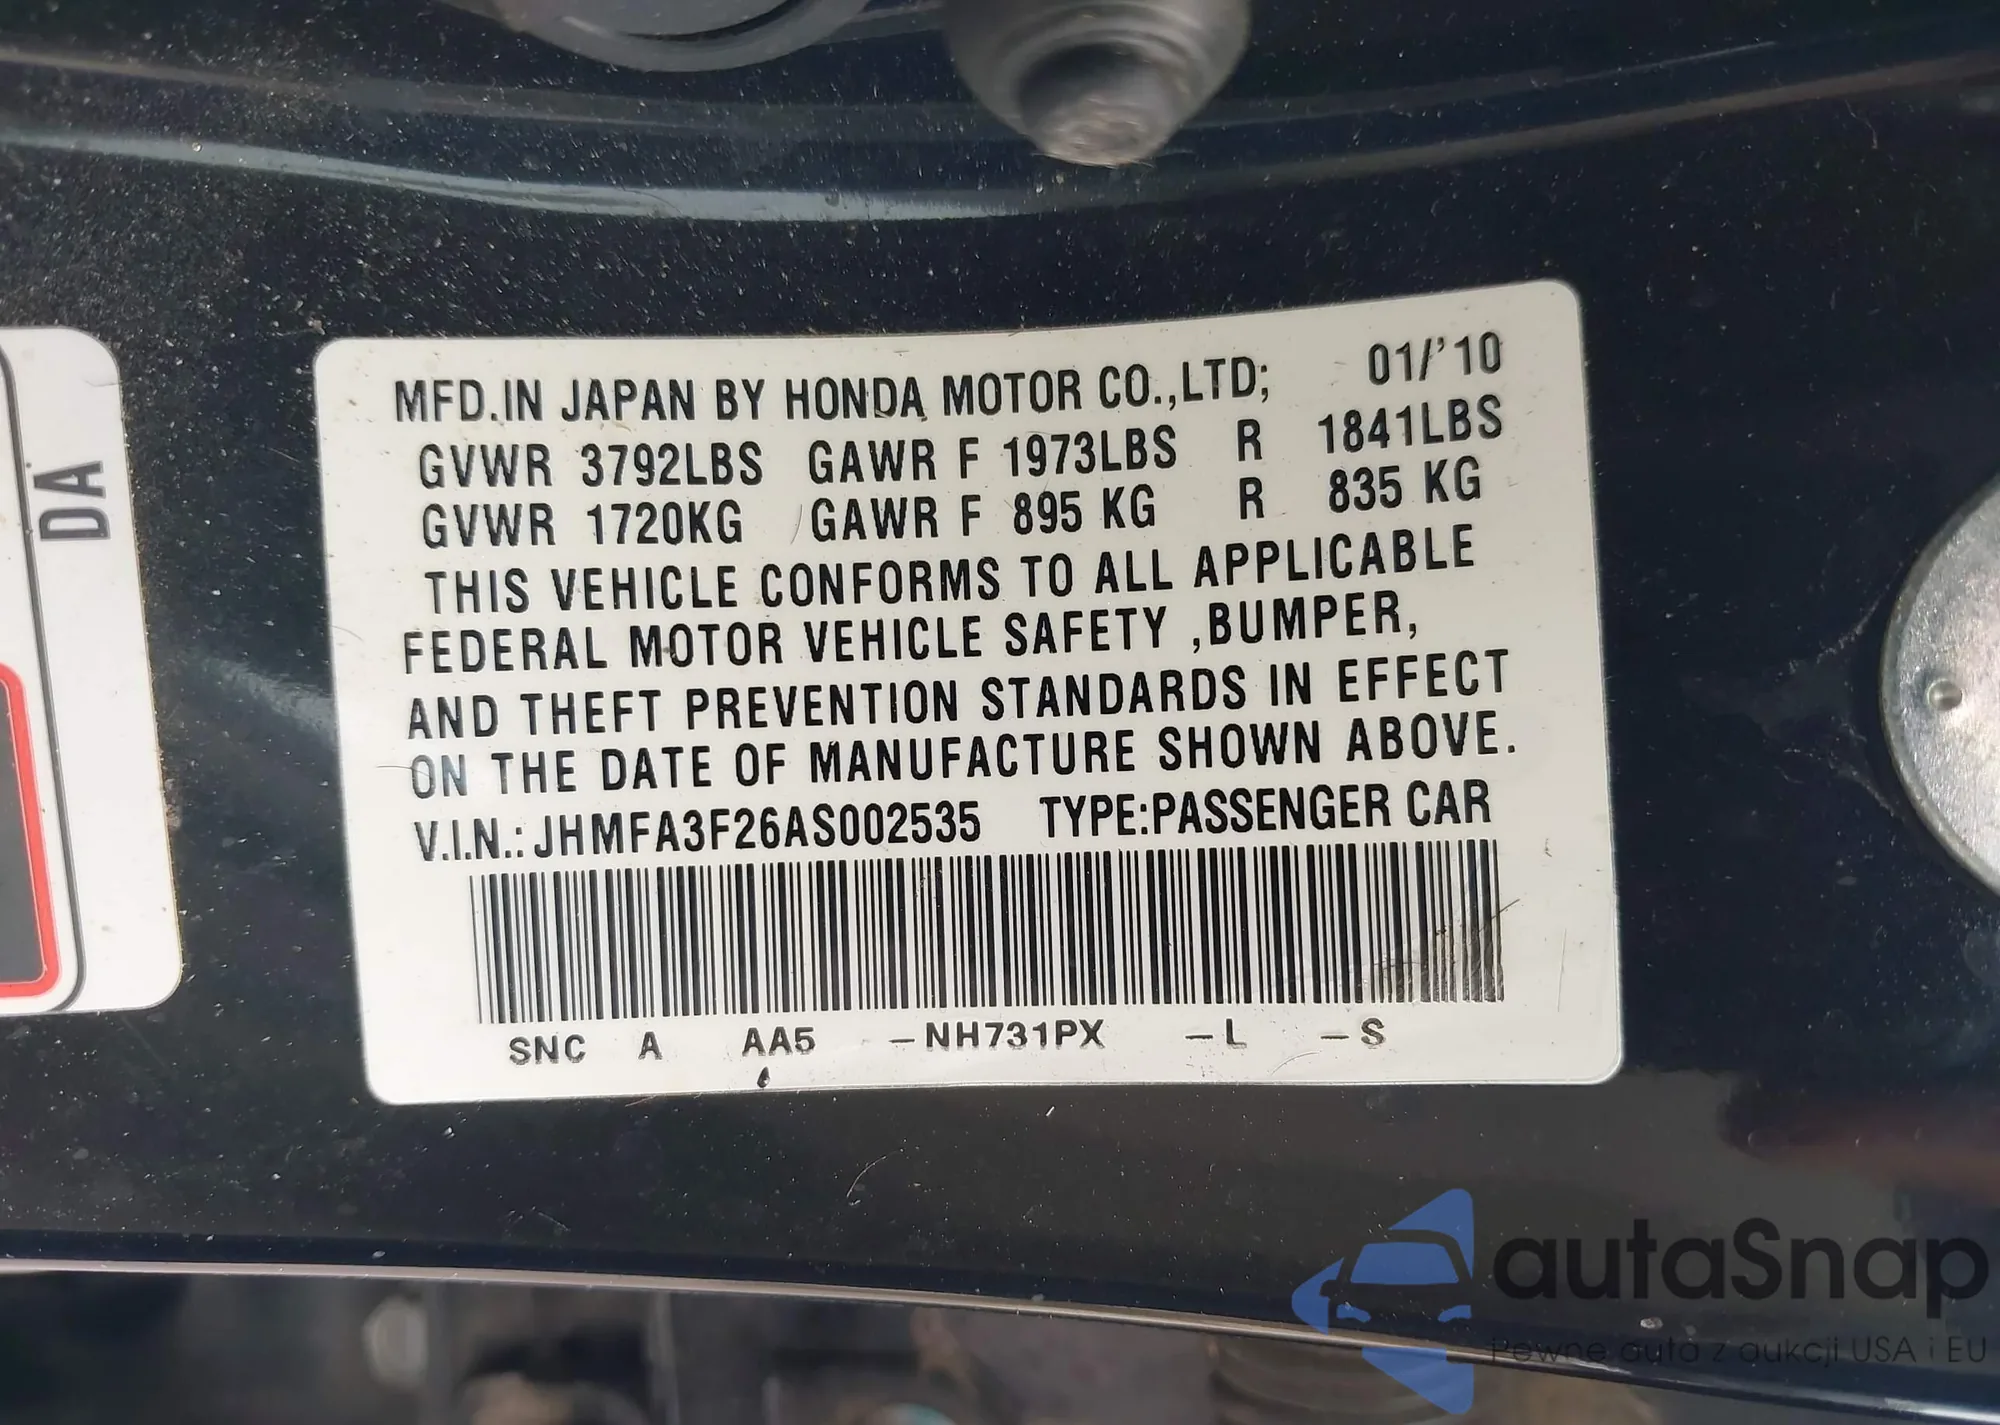 MFD.IN JAPAN BY HONDA MOTOR CO.,LTD; 01/'10
GVWR 3792LBS GAWR F 1973LBS R 1841LBS
GVWR 1720KG GAWR F 895 KG R 835 KG
THIS VEHICLE CONFORMS TO ALL APPLICABLE
FEDERAL MOTOR VEHICLE SAFETY ,BUMPER,
AND THEFT PREVENTION STANDARDS IN EFFECT
ON THE DATE OF MANUFACTURE SHOWN ABOVE.
V.I.N.: JHMFA3F26AS002535 TYPE:PASSENGER CAR
SNC A AA5 -NH731PX -L -S
DA
autaSnap
Pewne auta z aukcji USA i EU